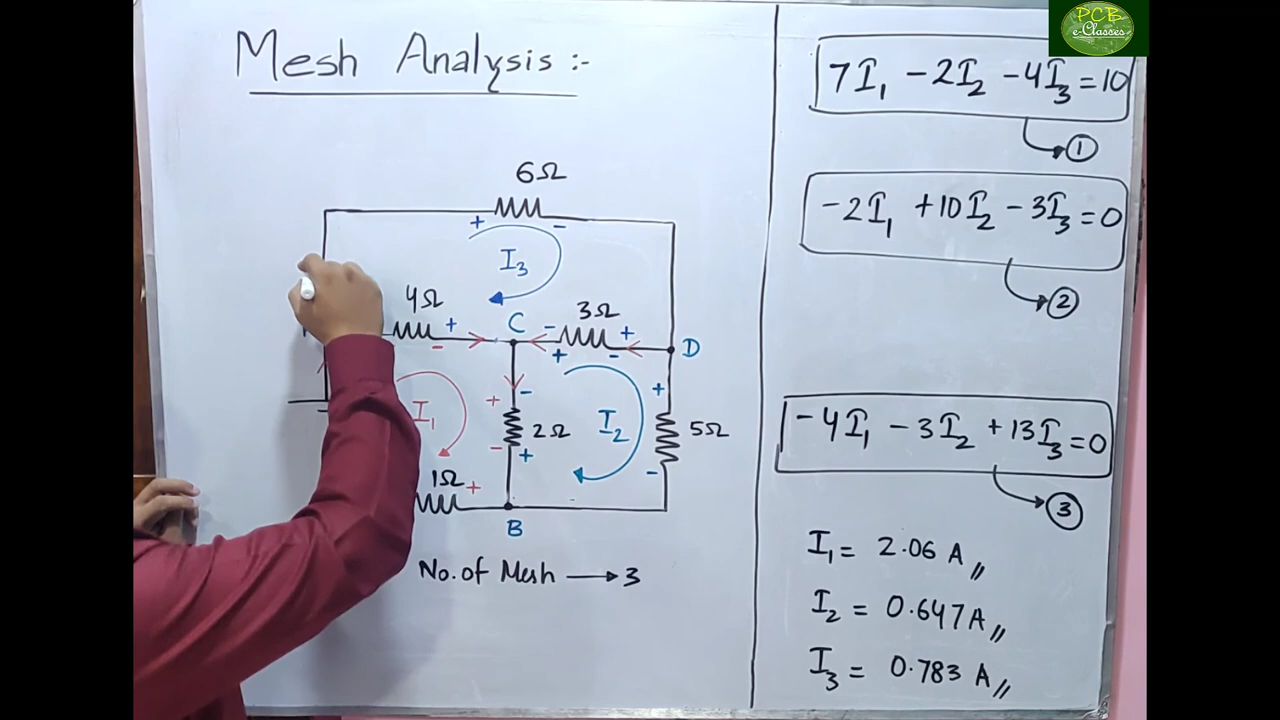 Mesh Analysis :-
6Ω
+ -
I₃
4Ω
+
-
C
3Ω
- +
+ -
D
+
-
+
I₁
2Ω
I₂
5Ω
-
+
-
1Ω
+
B
No. of Mesh → 3
PCB
e-Classes
7I₁ - 2I₂ - 4I₃ = 10
1
-2I₁ + 10I₂ - 3I₃ = 0
2
-4I₁ - 3I₂ + 13I₃ = 0
3
I₁ = 2.06 A,,
I₂ = 0.647A,,
I₃ = 0.783 A,,